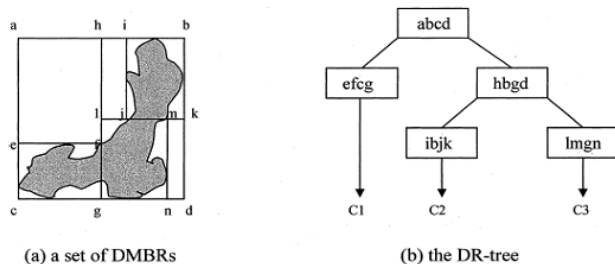 a h i b
l j m k
e f
c g n d
(a) a set of DMBRs
abcd
efcg hbgd
ibjk lmgn
C1 C2 C3
(b) the DR-tree